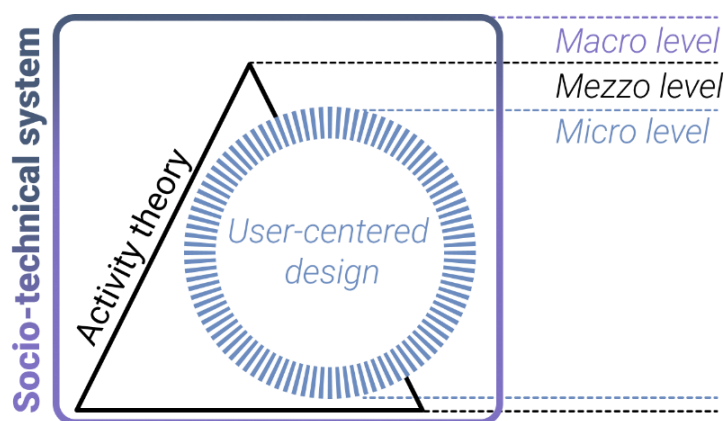 Socio-technical system
Activity theory
User-centered
design
Macro level
Mezzo level
Micro level